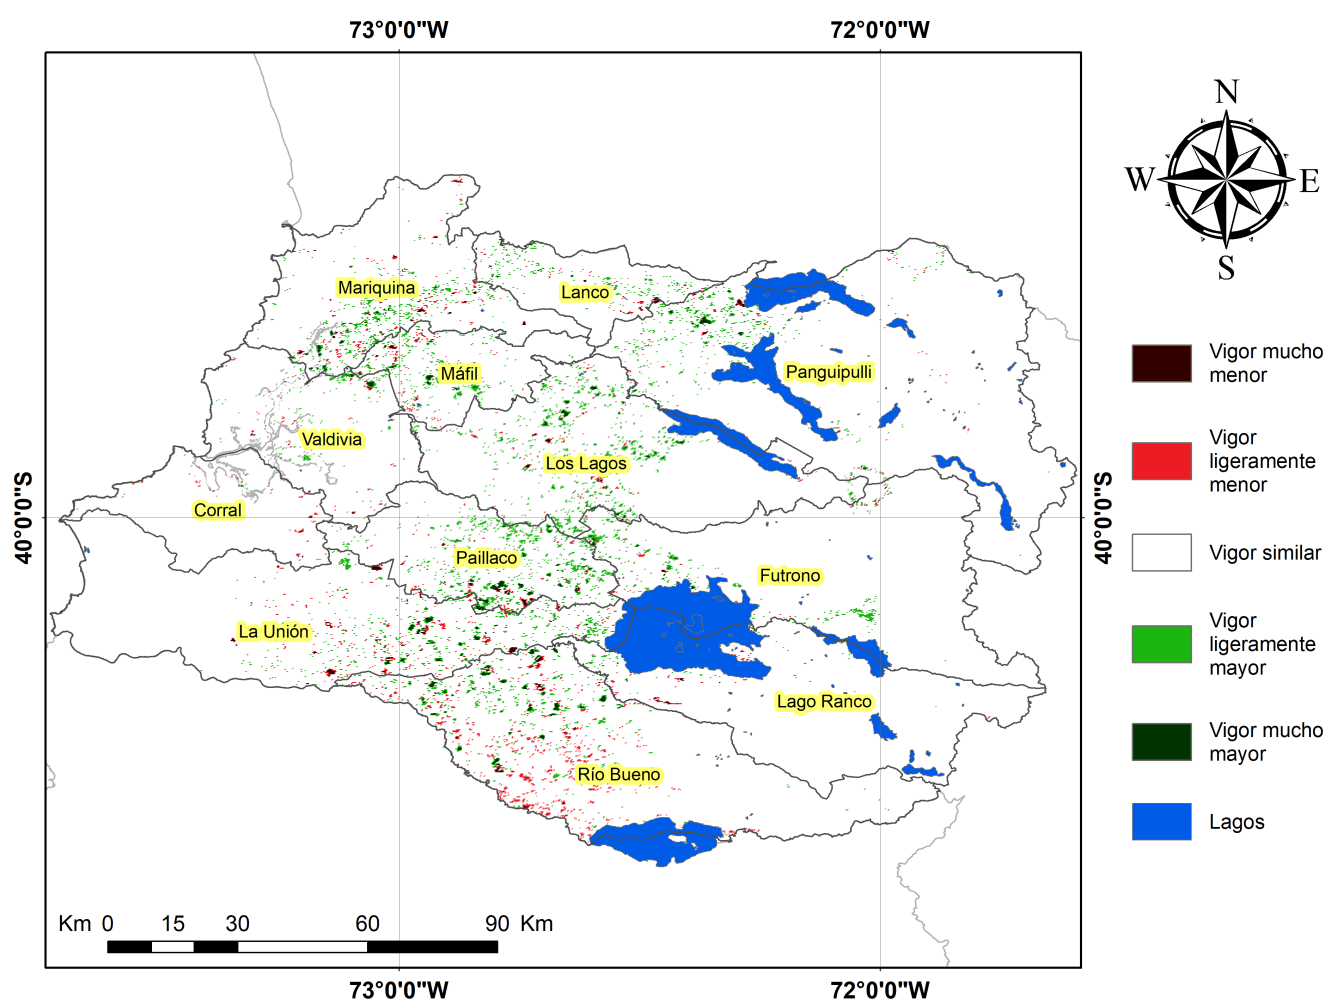 73°0'0"W
72°0'0"W
N
W
E
S
Mariquina
Lanco
Máfil
Panguipulli
Valdivia
Los Lagos
Corral
40°0'0"S
40°0'0"S
Paillaco
Futrono
La Unión
Lago Ranco
Río Bueno
Vigor mucho
menor
Vigor
ligeramente
menor
Vigor similar
Vigor
ligeramente
mayor
Vigor mucho
mayor
Lagos
Km 0 15 30 60 90 Km
73°0'0"W
72°0'0"W